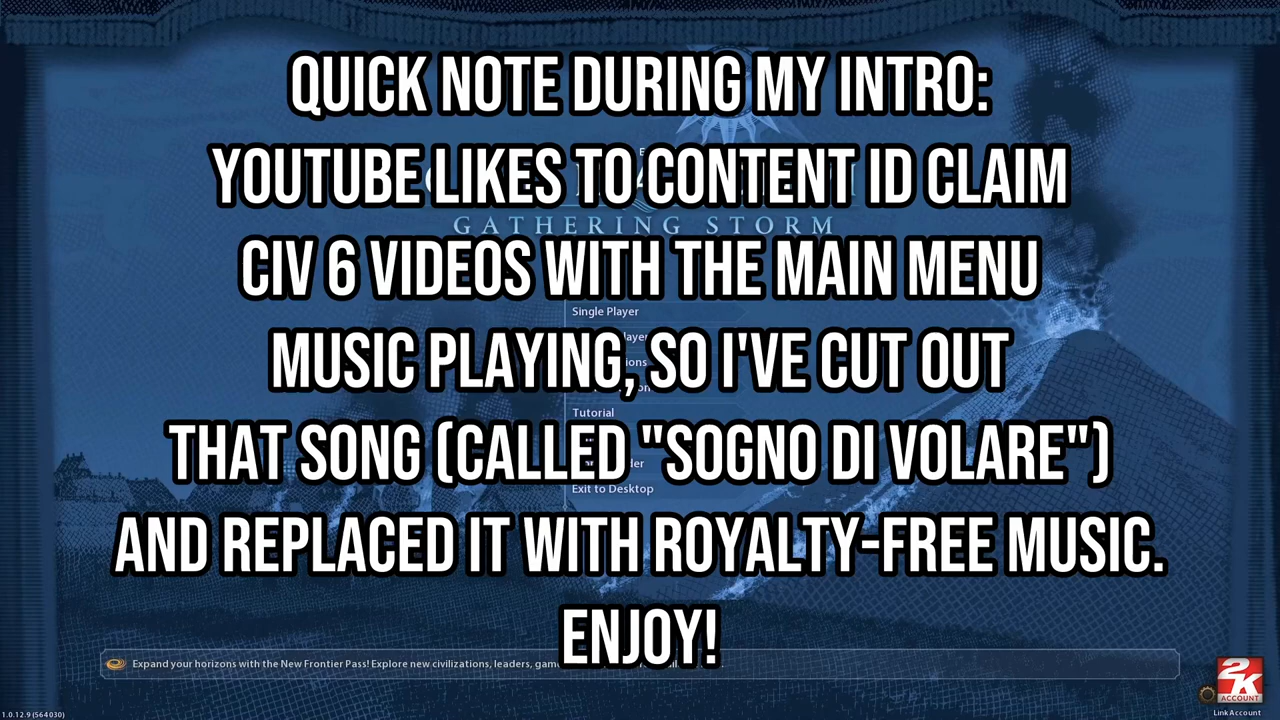 QUICK NOTE DURING MY INTRO:
YOUTUBE LIKES TO CONTENT ID CLAIM
GATHERING STORM
CIV 6 VIDEOS WITH THE MAIN MENU
Single Player
MUSIC PLAYING, SO I'VE CUT OUT
Tutorial
THAT SONG (CALLED "SOGNO DI VOLARE")
Exit to Desktop
AND REPLACED IT WITH ROYALTY-FREE MUSIC.
ENJOY!
Expand your horizons with the New Frontier Pass! Explore new civilizations, leaders,
2K
ACCOUNT
Link Account
1.0.12.9 (564030)